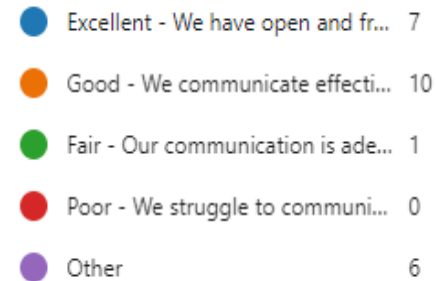 Excellent - We have open and fr... 7
Good - We communicate effecti... 10
Fair - Our communication is ade... 1
Poor - We struggle to communi... 0
Other 6